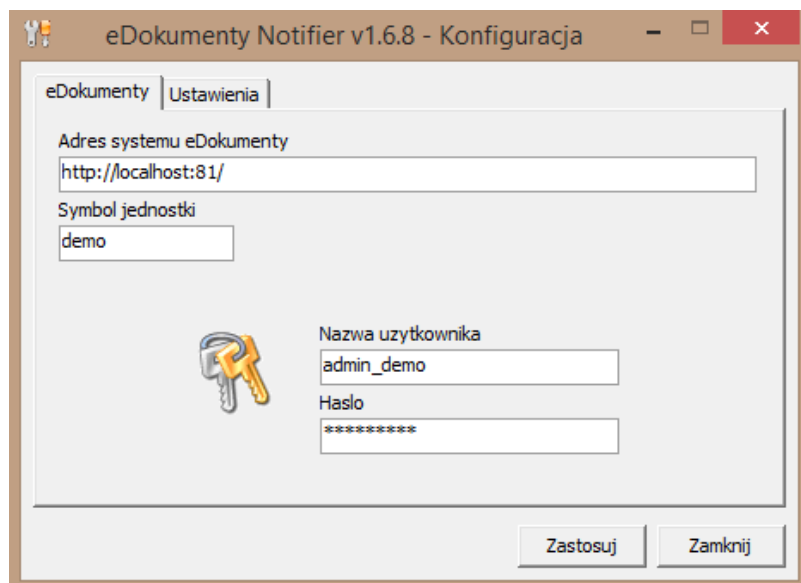 eDokumenty Notifier v1.6.8 - Konfiguracja
eDokumenty Ustawienia
Adres systemu eDokumenty
http://localhost:81/
Symbol jednostki
demo
Nazwa uzytkownika
admin_demo
Haslo
*********
Zastosuj Zamknij